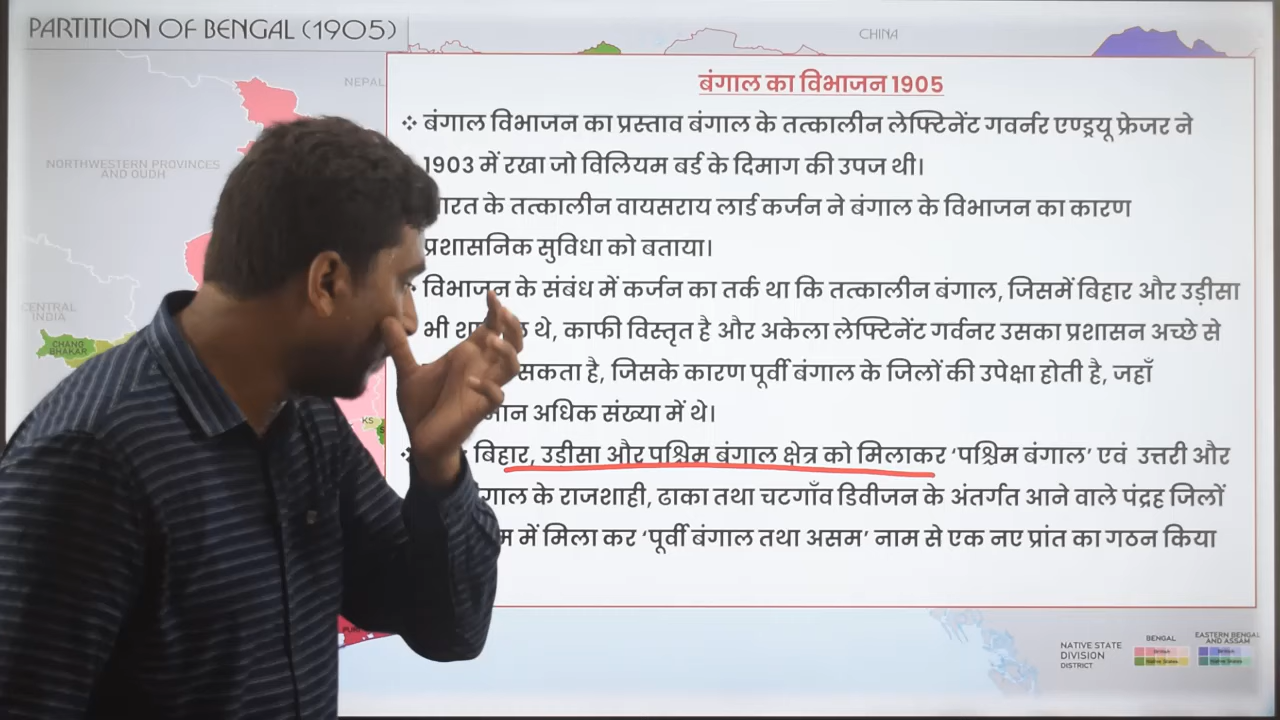 PARTITION OF BENGAL (1905)
CHINA
NEPAL
NORTHWESTERN PROVINCES
AND OUDH
CENTRAL
INDIA
CHANG
BHAKAR
KS
बंगाल का विभाजन 1905
❖ बंगाल विभाजन का प्रस्ताव बंगाल के तत्कालीन लेफ्टिनेंट गवर्नर एण्ड्रयू फ्रेजर ने
1903 में रखा जो विलियम बर्ड के दिमाग की उपज थी।
के तत्कालीन वायसराय लार्ड कर्जन ने बंगाल के विभाजन का कारण
प्रशासनिक सुविधा को बताया।
विभाजन के संबंध में कर्जन का तर्क था कि तत्कालीन बंगाल, जिसमें बिहार और उड़ीसा
भी थे, काफी विस्तृत है और अकेला लेफ्टिनेंट गर्वनर उसका प्रशासन अच्छे से
सकता है, जिसके कारण पूर्वी बंगाल के जिलों की उपेक्षा होती है, जहाँ
अधिक संख्या में थे।
बिहार, उडीसा और पश्चिम बंगाल क्षेत्र को मिलाकर ‘पश्चिम बंगाल’ एवं उत्तरी और
के राजशाही, ढाका तथा चटगाँव डिवीजन के अंतर्गत आने वाले पंद्रह जिलों
में मिला कर ‘पूर्वी बंगाल तथा असम’ नाम से एक नए प्रांत का गठन किया
NATIVE STATE
DIVISION
DISTRICT
BENGAL
EASTERN BENGAL
AND ASSAM